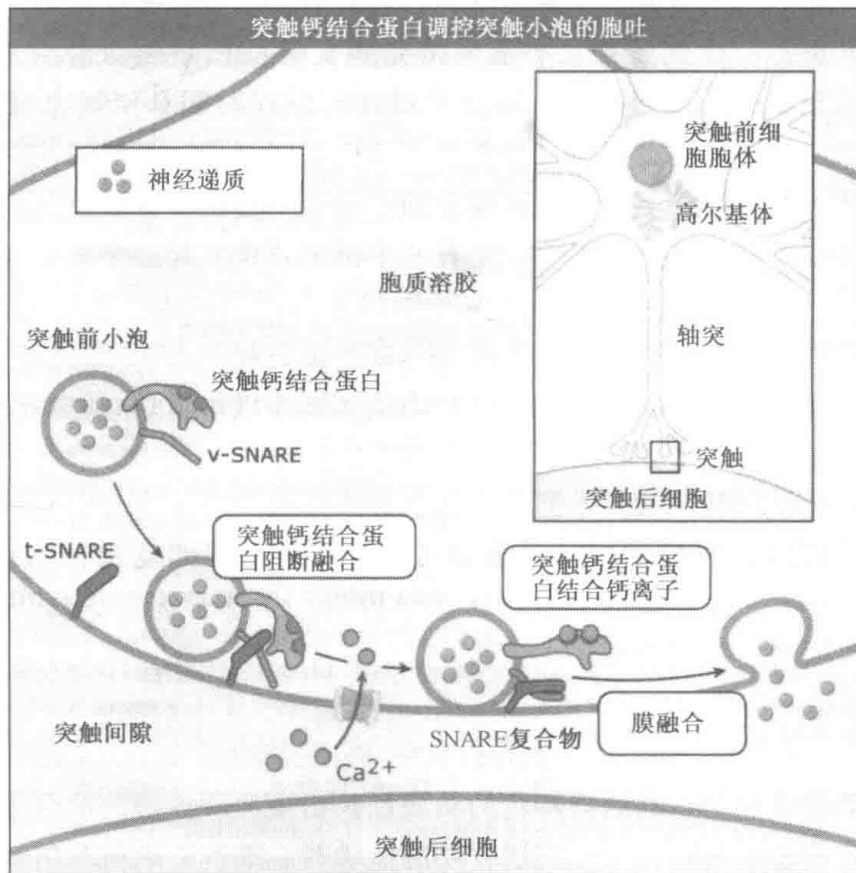 突触钙结合蛋白调控突触小泡的胞吐
神经递质
突触前细
胞胞体
高尔基体
胞质溶胶
轴突
突触前小泡
突触钙结合蛋白
v-SNARE
突触
突触后细胞
t-SNARE
突触钙结合蛋
白阻断融合
突触钙结合蛋
白结合钙离子
突触间隙
Ca²⁺
SNARE复合物
膜融合
突触后细胞